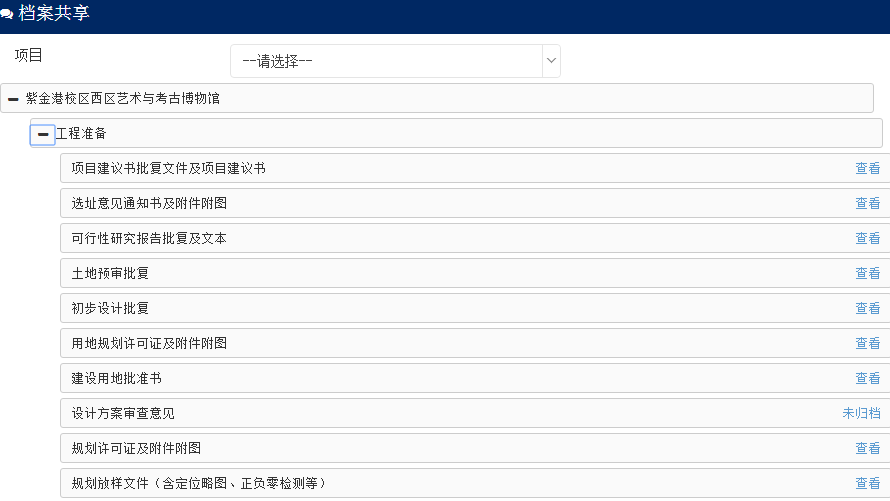 档案共享
项目 --请选择--
紫金港校区西区艺术与考古博物馆
工程准备
项目建议书批复文件及项目建议书 查看
选址意见通知书及附件附图 查看
可行性研究报告批复及文本 查看
土地预审批复 查看
初步设计批复 查看
用地规划许可证及附件附图 查看
建设用地批准书 查看
设计方案审查意见 未归档
规划许可证及附件附图 查看
规划放样文件（含定位略图、正负零检测等） 查看